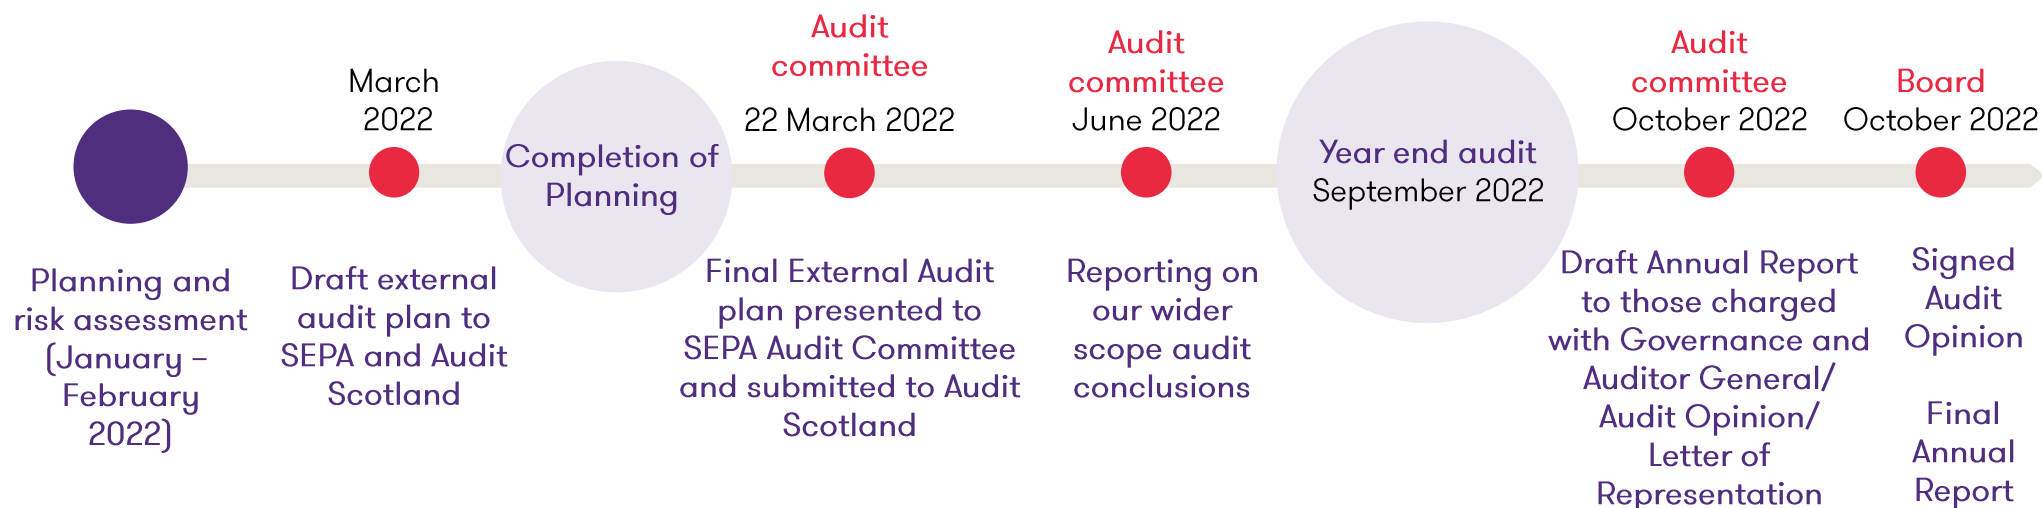 Planning and
risk assessment
(January –
February
2022)
March
2022
Draft external
audit plan to
SEPA and Audit
Scotland
Completion of
Planning
Audit
committee
22 March 2022
Final External Audit
plan presented to
SEPA Audit Committee
and submitted to Audit
Scotland
Audit
committee
June 2022
Reporting on
our wider
scope audit
conclusions
Year end audit
September 2022
Audit
committee
October 2022
Draft Annual Report
to those charged
with Governance and
Auditor General/
Audit Opinion/
Letter of
Representation
Board
October 2022
Signed
Audit
Opinion
Final
Annual
Report